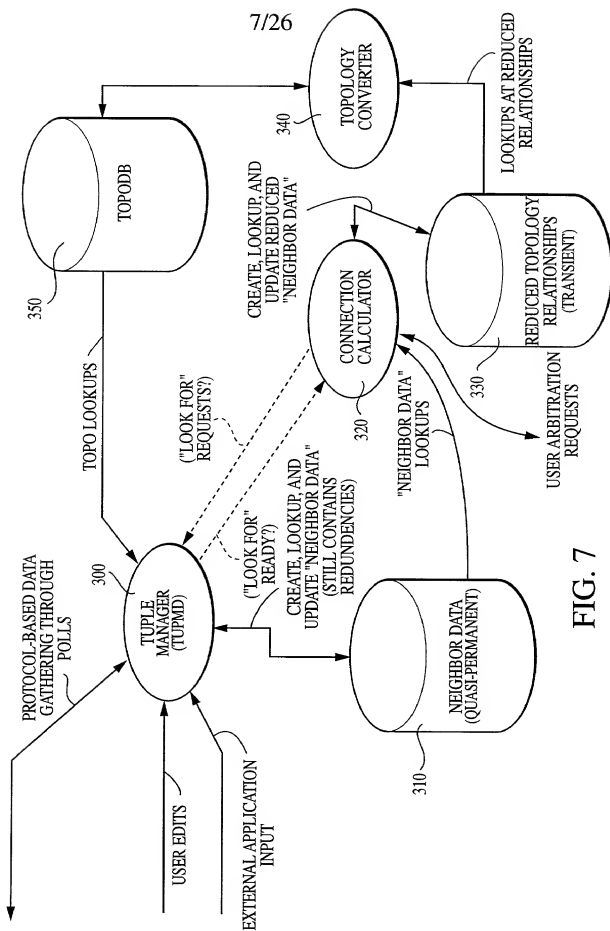 7/26
PROTOCOL-BASED DATA
GATHERING THROUGH
POLLS
USER EDITS
EXTERNAL APPLICATION
INPUT
300
TUPLE
MANAGER
(TUPMD)
TOPO LOOKUPS
350
TOPODB
("LOOK FOR"
REQUESTS?)
("LOOK FOR"
READY?)
CREATE, LOOKUP, AND
UPDATE "NEIGHBOR DATA"
(STILL CONTAINS
REDUNDENCIES)
310
NEIGHBOR DATA
(QUASI-PERMANENT)
320
CONNECTION
CALCULATOR
"NEIGHBOR DATA"
LOOKUPS
USER ARBITRATION
REQUESTS
CREATE, LOOKUP, AND
UPDATE REDUCED
"NEIGHBOR DATA"
330
REDUCED TOPOLOGY
RELATIONSHIPS
(TRANSIENT)
340
TOPOLOGY
CONVERTER
LOOKUPS AT REDUCED
RELATIONSHIPS
FIG. 7